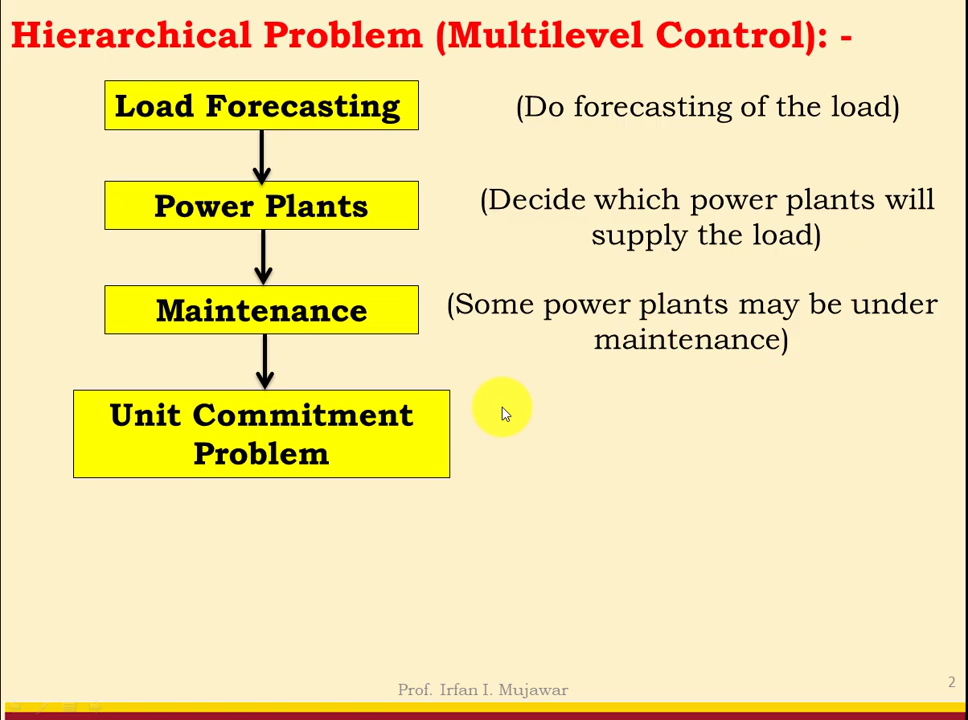 Hierarchical Problem (Multilevel Control): -
Load Forecasting
(Do forecasting of the load)
Power Plants
(Decide which power plants will
supply the load)
Maintenance
(Some power plants may be under
maintenance)
Unit Commitment
Problem
Prof. Irfan I. Mujawar
2